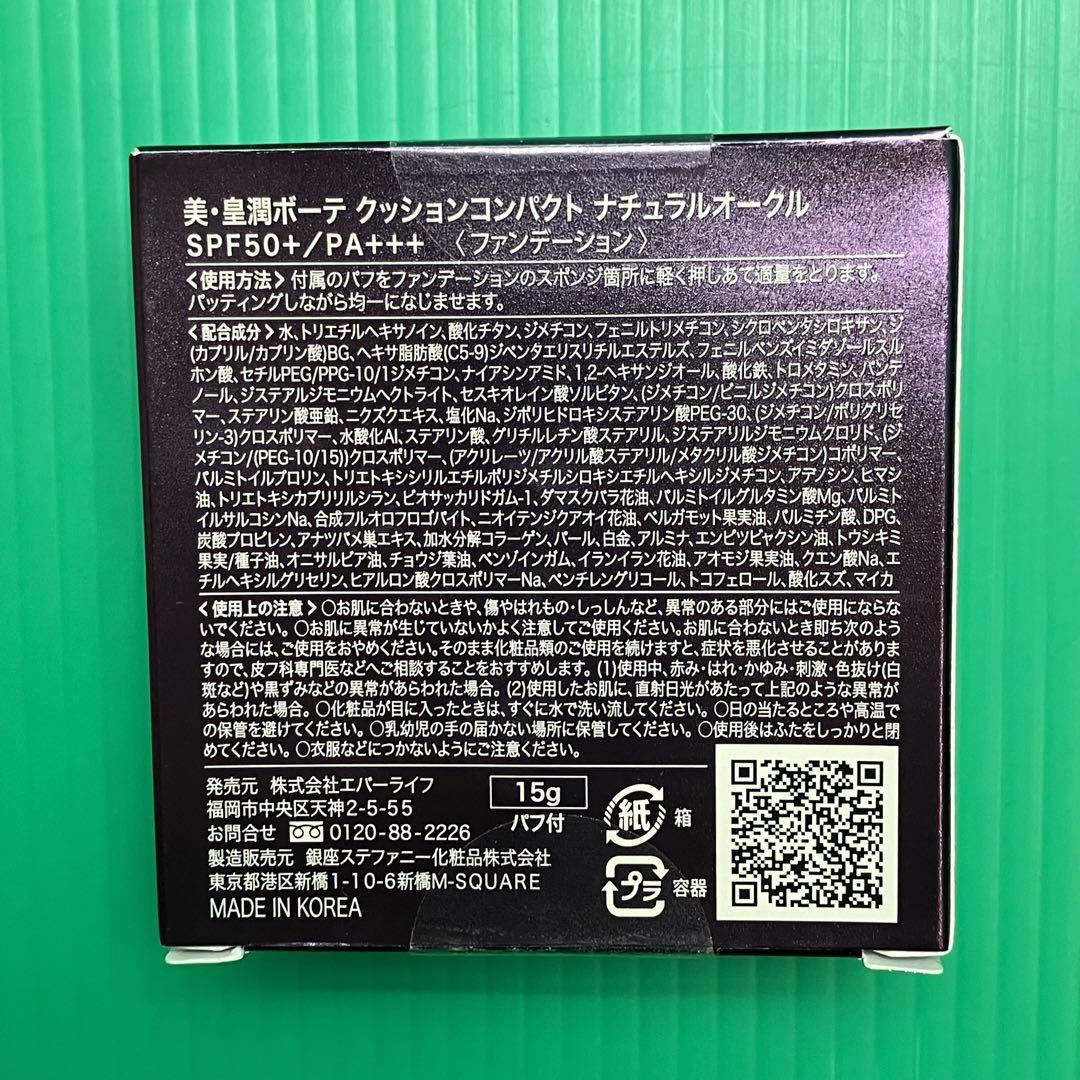 美・皇潤ボーテ クッションコンパクト ナチュラルオークル
SPF50+/PA+++ 〈ファンデーション〉
〈使用方法〉付属のパフをファンデーションのスポンジ箇所に軽く押しあて適量をとります。
パッティングしながら均一になじませます。
〈配合成分〉水、トリエチルヘキサノイン、酸化チタン、ジメチコン、フェニルトリメチコン、シクロペンタシロキサン、ジ
(カプリル/カプリン酸)BG、ヘキサ脂肪酸(C5-9)ジペンタエリスリチルエステルズ、フェニルベンズイミダゾールスル
ホン酸、セチルPEG/PPG-10/1ジメチコン、ナイアシンアミド、1,2-ヘキサンジオール、酸化鉄、トロメタミン、パンテ
ノール、ジステアルジモニウムヘクトライト、セスキオレイン酸ソルビタン、(ジメチコン/ビニルジメチコン)クロスポリ
マー、ステアリン酸亜鉛、ニクズクエキス、塩化Na、ジポリヒドロキシステアリン酸PEG-30、(ジメチコン/ポリグリセ
リン-3)クロスポリマー、水酸化Al、ステアリン酸、グリチルレチン酸ステアリル、ジステアリルジモニウムクロリド、(ジ
メチコン/(PEG-10/15))クロスポリマー、(アクリレーツ/アクリル酸ステアリル/メタクリル酸ジメチコン)コポリマー、
パルミトイルプロリン、トリエトキシシリルエチルポリジメチルシロキシエチルヘキシルジメチコン、アデノシン、ヒマシ
油、トリエトキシカプリリルシラン、ビオサッカリドガム-1、ダマスクバラ花油、パルミトイルグルタミン酸Mg、パルミト
イルサルコシンNa、合成フルオロフロゴパイト、ニオイテンジクアオイ花油、ベルガモット果実油、パルミチン酸、DPG、
炭酸プロピレン、アナツバメ巣エキス、加水分解コラーゲン、パール、白金、アルミナ、エンピツビャクシン油、トウシキミ
果実/種子油、オニサルビア油、チョウジ葉油、ベンゾインガム、イランイラン花油、アオモジ果実油、クエン酸Na、エ
チルヘキシルグリセリン、ヒアルロン酸クロスポリマーNa、ペンチレングリコール、トコフェロール、酸化スズ、マイカ
〈使用上の注意〉○お肌に合わないときや、傷やはれもの・しっしんなど、異常のある部分にはご使用にならな
いでください。○お肌に異常が生じていないかよく注意してご使用ください。お肌に合わないとき即ち次のよう
な場合には、ご使用をおやめください。そのまま化粧品類のご使用を続けますと、症状を悪化させることがあり
ますので、皮フ科専門医などへご相談することをおすすめします。(1)使用中、赤み・はれ・かゆみ・刺激・色抜け(白
斑など)や黒ずみなどの異常があらわれた場合。(2)使用したお肌に、直射日光があたって上記のような異常が
あらわれた場合。○化粧品が目に入ったときは、すぐに水で洗い流してください。○日の当たるところや高温で
の保管を避けてください。○乳幼児の手の届かない場所に保管してください。○使用後はふたをしっかりと閉
めてください。○衣服などにつかないようにご注意ください。
発売元 株式会社エバーライフ
福岡市中央区天神2-5-55
お問合せ 0120-88-2226
製造販売元 銀座ステファニー化粧品株式会社
東京都港区新橋1-10-6新橋M-SQUARE
MADE IN KOREA
15g
パフ付
紙 箱
プラ 容器